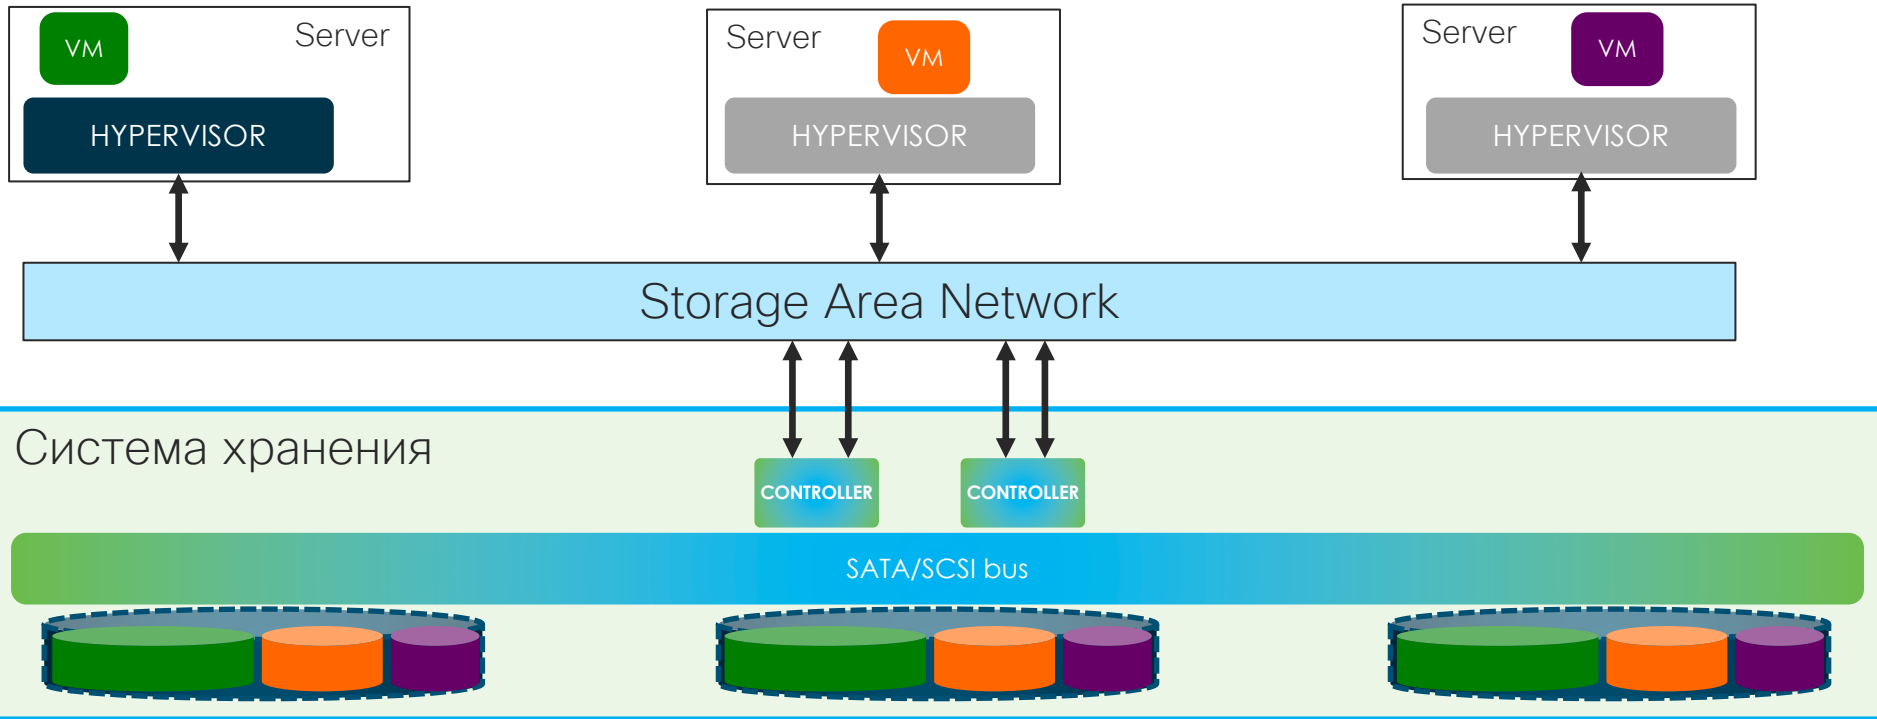 VM
Server
HYPERVISOR
Server
VM
HYPERVISOR
Server
VM
HYPERVISOR
Storage Area Network
Система хранения
CONTROLLER
CONTROLLER
SATA/SCSI bus